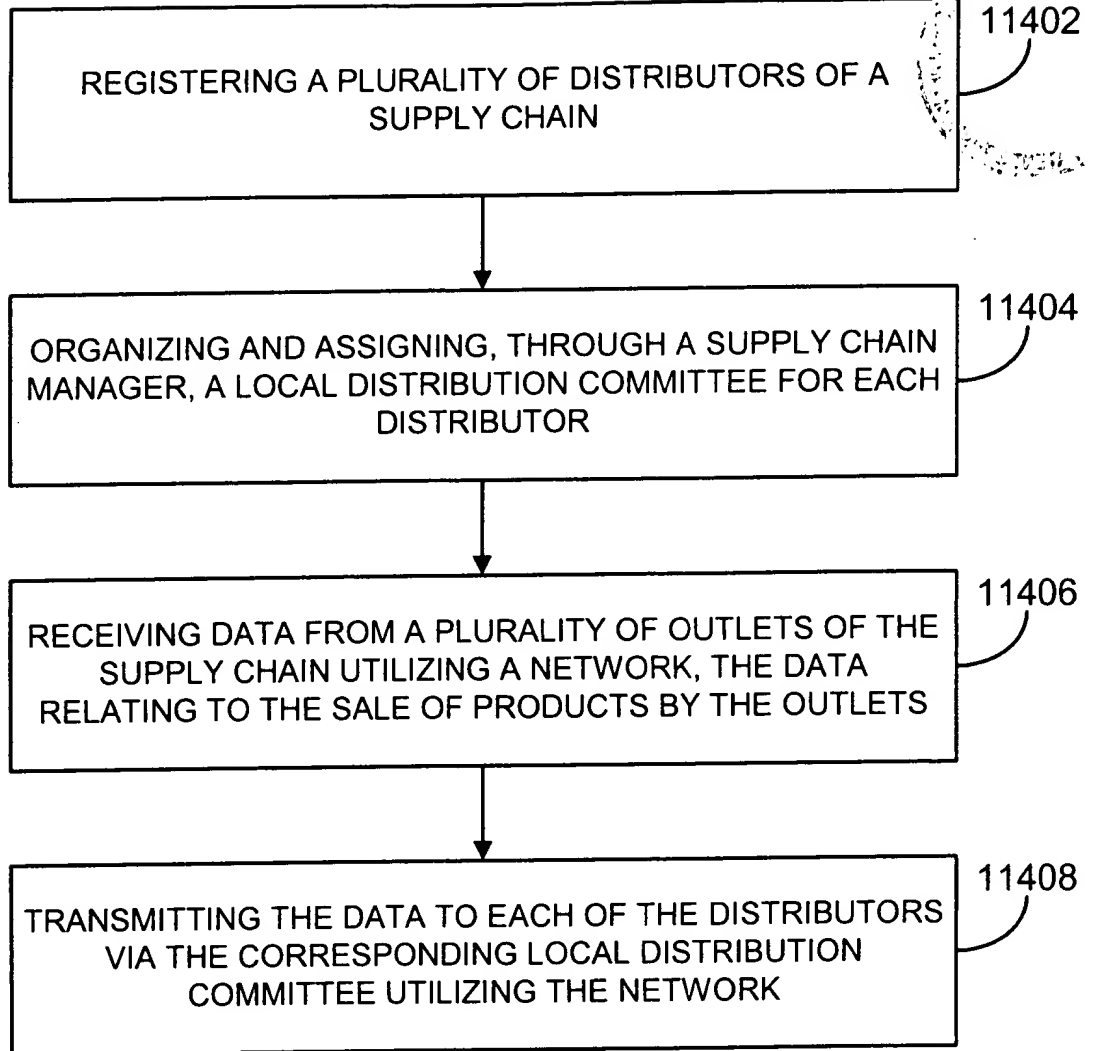 11402
REGISTERING A PLURALITY OF DISTRIBUTORS OF A
SUPPLY CHAIN
11404
ORGANIZING AND ASSIGNING, THROUGH A SUPPLY CHAIN
MANAGER, A LOCAL DISTRIBUTION COMMITTEE FOR EACH
DISTRIBUTOR
11406
RECEIVING DATA FROM A PLURALITY OF OUTLETS OF THE
SUPPLY CHAIN UTILIZING A NETWORK, THE DATA
RELATING TO THE SALE OF PRODUCTS BY THE OUTLETS
11408
TRANSMITTING THE DATA TO EACH OF THE DISTRIBUTORS
VIA THE CORRESPONDING LOCAL DISTRIBUTION
COMMITTEE UTILIZING THE NETWORK